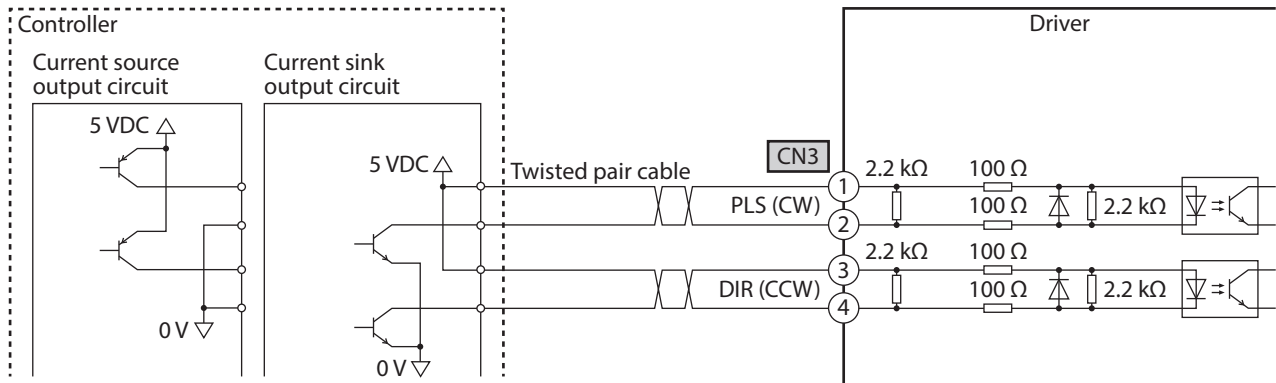 Controller
Driver
Current source
output circuit
Current sink
output circuit
5 VDC
5 VDC
0 V
0 V
Twisted pair cable
CN3
PLS (CW)
DIR (CCW)
1
2
3
4
2.2 kΩ
100 Ω
100 Ω
2.2 kΩ
2.2 kΩ
100 Ω
100 Ω
2.2 kΩ